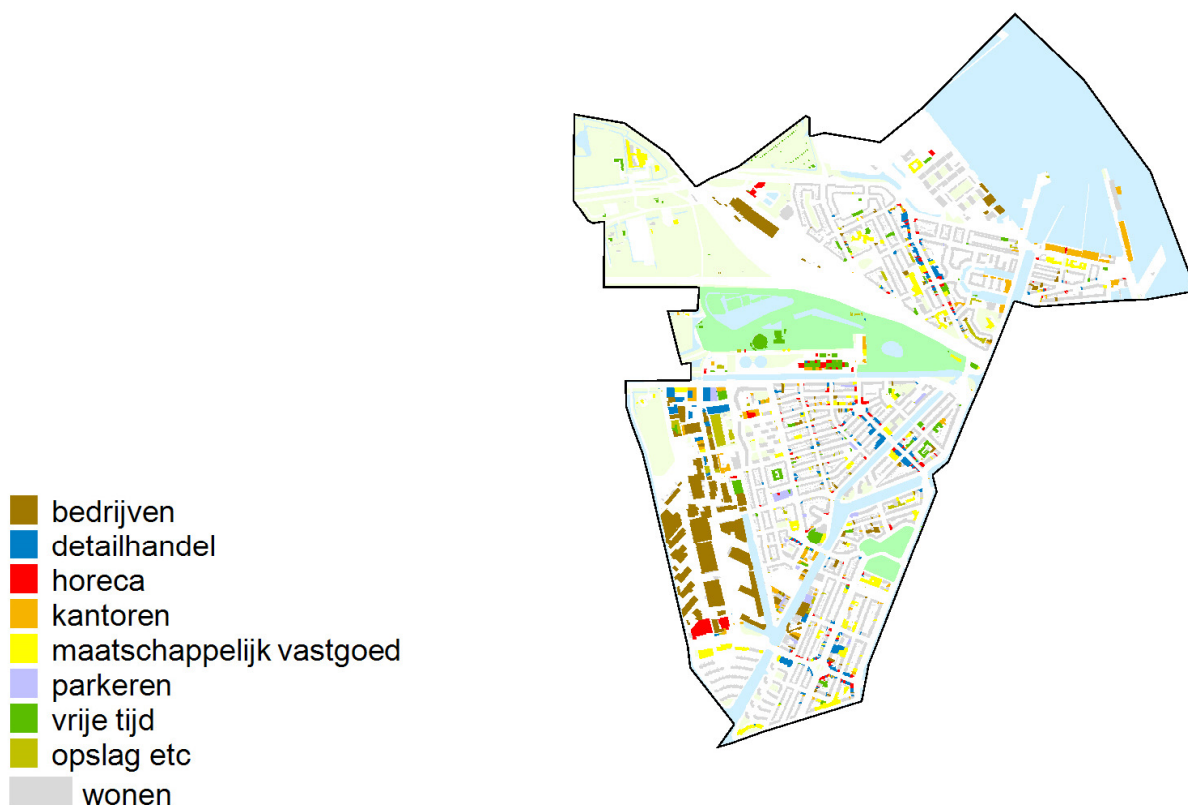 bedrijven
detailhandel
horeca
kantoren
maatschappelijk vastgoed
parkeren
vrije tijd
opslag etc
wonen